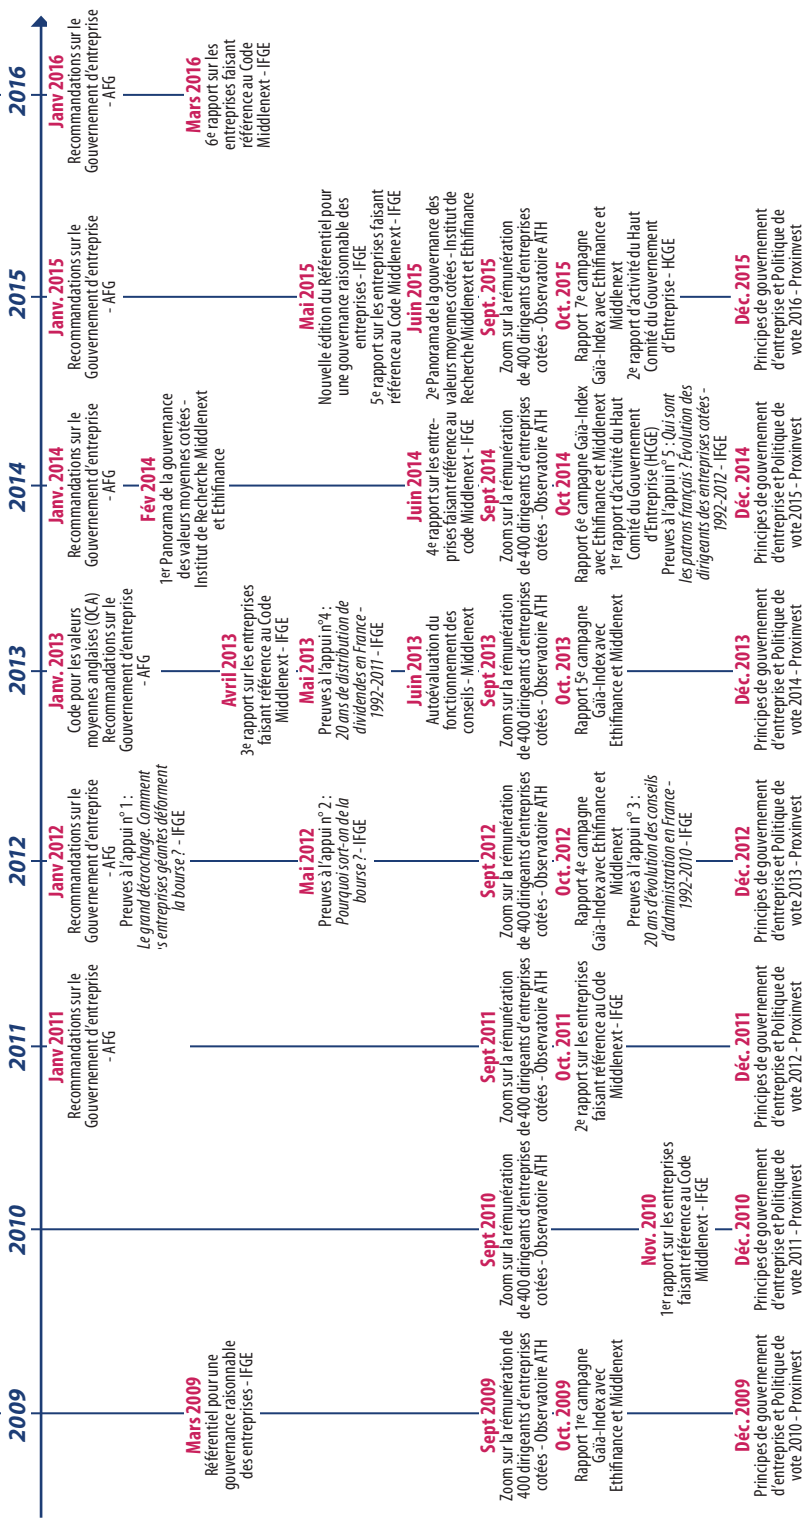 2009
Mars 2009
Référentiel pour une
gouvernance raisonnable
des entreprises - IFGE
Sept 2009
Zoom sur la rémunération de
400 dirigeants d'entreprises
cotées - Observatoire ATH
Oct. 2009
Rapport 1re campagne
Gaïa-Index avec
Ethifinance et Middlenext
Déc. 2009
Principes de gouvernement
d'entreprise et Politique de
vote 2010 - Proxinvest
2010
Sept 2010
Zoom sur la rémunération
de 400 dirigeants d'entreprises
cotées - Observatoire ATH
Nov. 2010
1er rapport sur les entreprises
faisant référence au Code
Middlenext - IFGE
Déc. 2010
Principes de gouvernement
d'entreprise et Politique de
vote 2011 - Proxinvest
2011
Janv 2011
Recommandations sur le
Gouvernement d'entreprise
- AFG
Sept 2011
Zoom sur la rémunération
de 400 dirigeants d'entreprises
cotées - Observatoire ATH
Oct. 2011
2e rapport sur les entreprises
faisant référence au Code
Middlenext - IFGE
Déc. 2011
Principes de gouvernement
d'entreprise et Politique de
vote 2012 - Proxinvest
2012
Janv 2012
Recommandations sur le
Gouvernement d'entreprise
- AFG
Preuves à l'appui n° 1 :
Le grand décrochage. Comment
entreprises géantes déforment
la bourse ? - IFGE
Mai 2012
Preuves à l'appui n° 2 :
Pourquoi sort-on de la
bourse ? - IFGE
Sept 2012
Zoom sur la rémunération
de 400 dirigeants d'entreprises
cotées - Observatoire ATH
Oct. 2012
Rapport 4e campagne
Gaïa-Index avec Ethifinance et
Middlenext
Preuves à l'appui n° 3 :
20 ans d'évolution des conseils
d'administration en France -
1992-2010 - IFGE
Déc. 2012
Principes de gouvernement
d'entreprise et Politique de
vote 2013 - Proxinvest
2013
Janv. 2013
Code pour les valeurs
moyennes anglaises (QCA)
Recommandations sur le
Gouvernement d'entreprise
- AFG
Avril 2013
3e rapport sur les entreprises
faisant référence au Code
Middlenext - IFGE
Mai 2013
Preuves à l'appui n°4 :
20 ans de distribution de
dividendes en France -
1992-2011 - IFGE
Juin 2013
Autoévaluation du
fonctionnement des
conseils - Middlenext
Sept 2013
Zoom sur la rémunération
de 400 dirigeants d'entreprises
cotées - Observatoire ATH
Oct. 2013
Rapport 5e campagne
Gaïa-Index avec
Ethifinance et Middlenext
Déc. 2013
Principes de gouvernement
d'entreprise et Politique de
vote 2014 - Proxinvest
2014
Janv. 2014
Recommandations sur le
Gouvernement d'entreprise
- AFG
Fév 2014
1er Panorama de la gouvernance
des valeurs moyennes cotées -
Institut de Recherche Middlenext
et Ethifinance
Juin 2014
4e rapport sur les entre-
prises faisant référence au
code Middlenext - IFGE
Sept 2014
Zoom sur la rémunération
de 400 dirigeants d'entreprises
cotées - Observatoire ATH
Oct 2014
Rapport 6e campagne Gaïa-Index
avec Ethifinance et Middlenext
1er rapport d'activité du Haut
Comité du Gouvernement
d'Entreprise (HCGE)
Preuves à l'appui n° 5 : Qui sont
les patrons français ? Évolution des
dirigeants des entreprises cotées -
1992-2012 - IFGE
Déc. 2014
Principes de gouvernement
d'entreprise et Politique de
vote 2015 - Proxinvest
2015
Janv. 2015
Recommandations sur le
Gouvernement d'entreprise
- AFG
Mai 2015
Nouvelle édition du Référentiel pour
une gouvernance raisonnable des
entreprises - IFGE
5e rapport sur les entreprises faisant
référence au Code Middlenext - IFGE
Juin 2015
2e Panorama de la gouvernance des
valeurs moyennes cotées - Institut de
Recherche Middlenext et Ethifinance
Sept. 2015
Zoom sur la rémunération
de 400 dirigeants d'entreprises
cotées - Observatoire ATH
Oct. 2015
Rapport 7e campagne
Gaïa-Index avec Ethifinance et
Middlenext
2e rapport d'activité du Haut
Comité du Gouvernement
d'Entreprise - HCGE
Déc. 2015
Principes de gouvernement
d'entreprise et Politique de
vote 2016 - Proxinvest
2016
Janv 2016
Recommandations sur le
Gouvernement d'entreprise
- AFG
Mars 2016
6e rapport sur les
entreprises faisant
référence au Code
Middlenext - IFGE